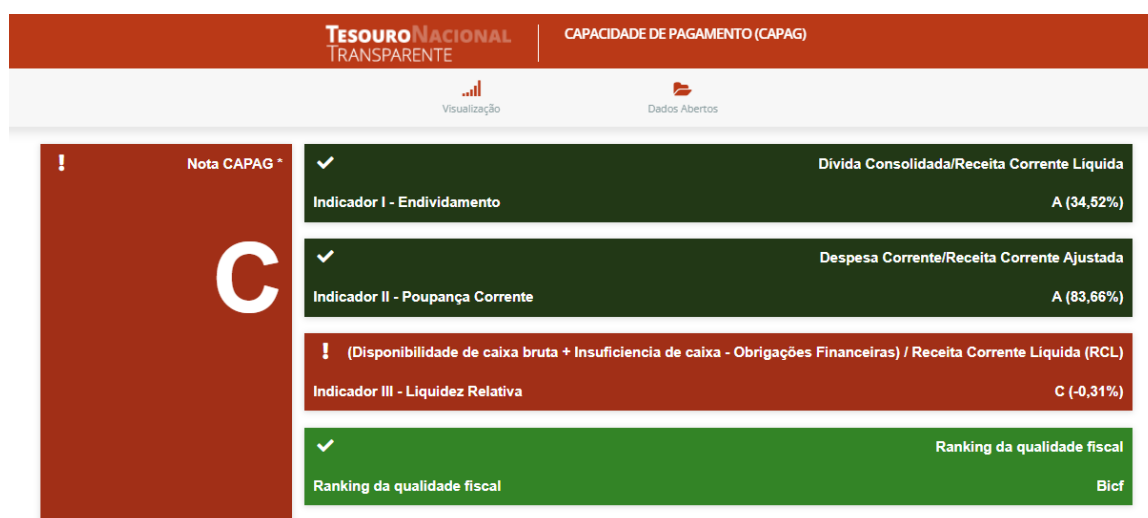 TESOURO NACIONAL
TRANSPARENTE
CAPACIDADE DE PAGAMENTO (CAPAG)
Visualização
Dados Abertos
Nota CAPAG *
C
Dívida Consolidada/Receita Corrente Líquida
Indicador I - Endividamento
A (34,52%)
Despesa Corrente/Receita Corrente Ajustada
Indicador II - Poupança Corrente
A (83,66%)
(Disponibilidade de caixa bruta + Insuficiencia de caixa - Obrigações Financeiras) / Receita Corrente Líquida (RCL)
Indicador III - Liquidez Relativa
C (-0,31%)
Ranking da qualidade fiscal
Ranking da qualidade fiscal
Bicf